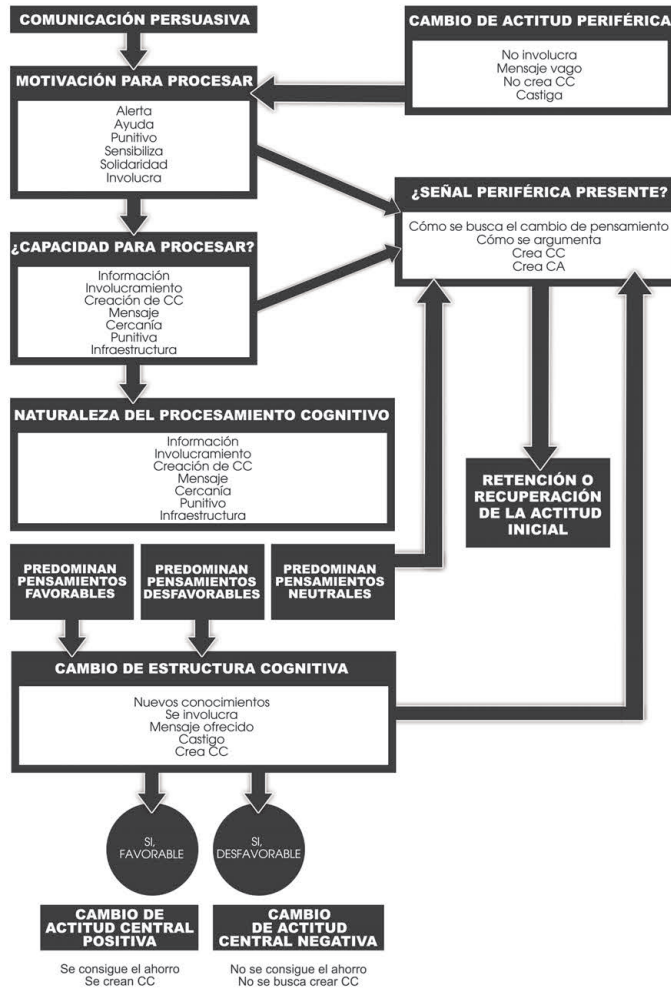 COMUNICACIÓN PERSUASIVA
CAMBIO DE ACTITUD PERIFÉRICA
No involucra
Mensaje vago
No crea CC
Castiga
MOTIVACIÓN PARA PROCESAR
Alerta
Ayuda
Punitivo
Sensibiliza
Solidaridad
Involucra
¿SEÑAL PERIFÉRICA PRESENTE?
Cómo se busca el cambio de pensamiento
Cómo se argumenta
Crea CC
Crea CA
¿CAPACIDAD PARA PROCESAR?
Información
Involucramiento
Creación de CC
Mensaje
Cercanía
Punitiva
Infraestructura
NATURALEZA DEL PROCESAMIENTO COGNITIVO
Información
Involucramiento
Creación de CC
Mensaje
Cercanía
Punitivo
Infraestructura
RETENCIÓN O
RECUPERACIÓN
DE LA ACTITUD
INICIAL
PREDOMINAN
PENSAMIENTOS
FAVORABLES
PREDOMINAN
PENSAMIENTOS
DESFAVORABLES
PREDOMINAN
PENSAMIENTOS
NEUTRALES
CAMBIO DE ESTRUCTURA COGNITIVA
Nuevos conocimientos
Se involucra
Mensaje ofrecido
Castigo
Crea CC
SI,
FAVORABLE
SI,
DESFAVORABLE
CAMBIO DE
ACTITUD CENTRAL
POSITIVA
CAMBIO
DE ACTITUD
CENTRAL NEGATIVA
Se consigue el ahorro
Se crean CC
No se consigue el ahorro
No se busca crear CC